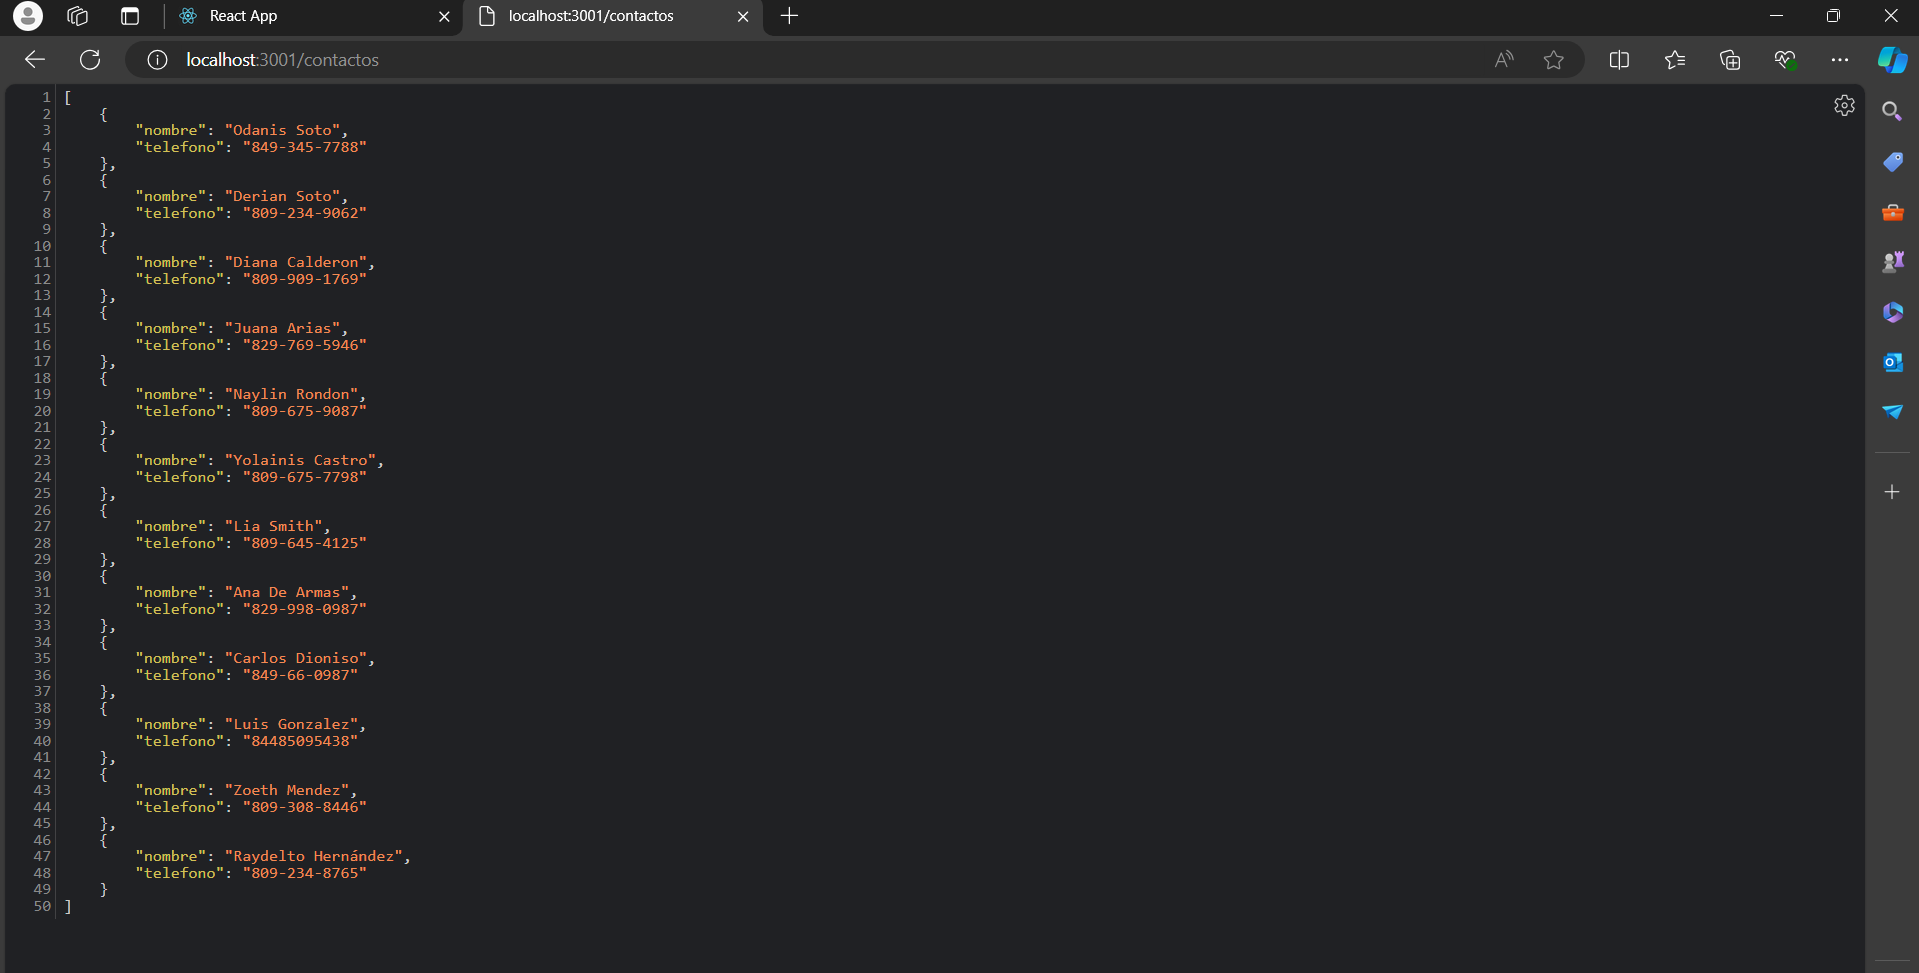 React App
localhost:3001/contactos
localhost:3001/contactos
1 [
2     {
3         "nombre": "Odanis Soto",
4         "telefono": "849-345-7788"
5     },
6     {
7         "nombre": "Derian Soto",
8         "telefono": "809-234-9062"
9     },
10     {
11         "nombre": "Diana Calderon",
12         "telefono": "809-909-1769"
13     },
14     {
15         "nombre": "Juana Arias",
16         "telefono": "829-769-5946"
17     },
18     {
19         "nombre": "Naylin Rondon",
20         "telefono": "809-675-9087"
21     },
22     {
23         "nombre": "Yolainis Castro",
24         "telefono": "809-675-7798"
25     },
26     {
27         "nombre": "Lia Smith",
28         "telefono": "809-645-4125"
29     },
30     {
31         "nombre": "Ana De Armas",
32         "telefono": "829-998-0987"
33     },
34     {
35         "nombre": "Carlos Dioniso",
36         "telefono": "849-66-0987"
37     },
38     {
39         "nombre": "Luis Gonzalez",
40         "telefono": "84485095438"
41     },
42     {
43         "nombre": "Zoeth Mendez",
44         "telefono": "809-308-8446"
45     },
46     {
47         "nombre": "Raydelto Hernández",
48         "telefono": "809-234-8765"
49     }
50 ]